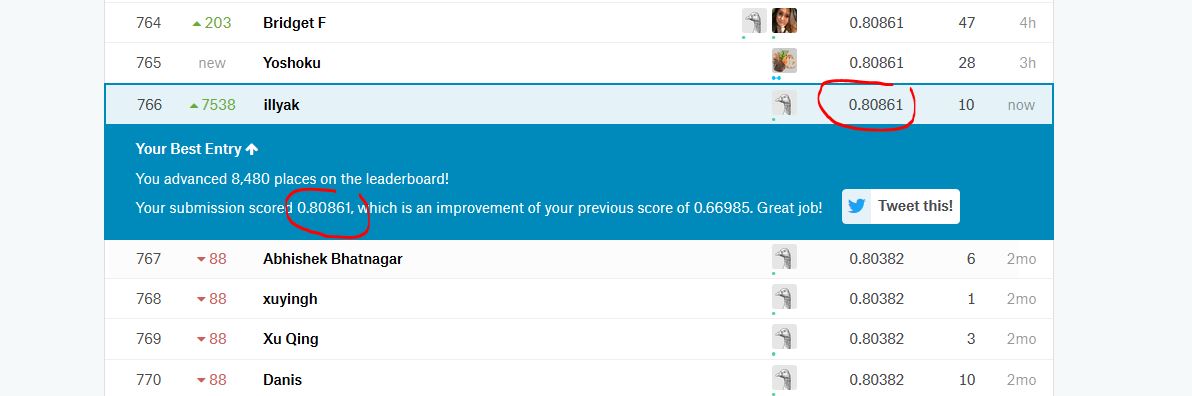 764 203 Bridget F 0.80861 47 4h
765 new Yoshoku 0.80861 28 3h
766 7538 illyak 0.80861 10 now
Your Best Entry
You advanced 8,480 places on the leaderboard!
Your submission scored 0.80861, which is an improvement of your previous score of 0.66985. Great job! Tweet this!
767 88 Abhishek Bhatnagar 0.80382 6 2mo
768 88 xuyingh 0.80382 1 2mo
769 88 Xu Qing 0.80382 3 2mo
770 88 Danis 0.80382 10 2mo